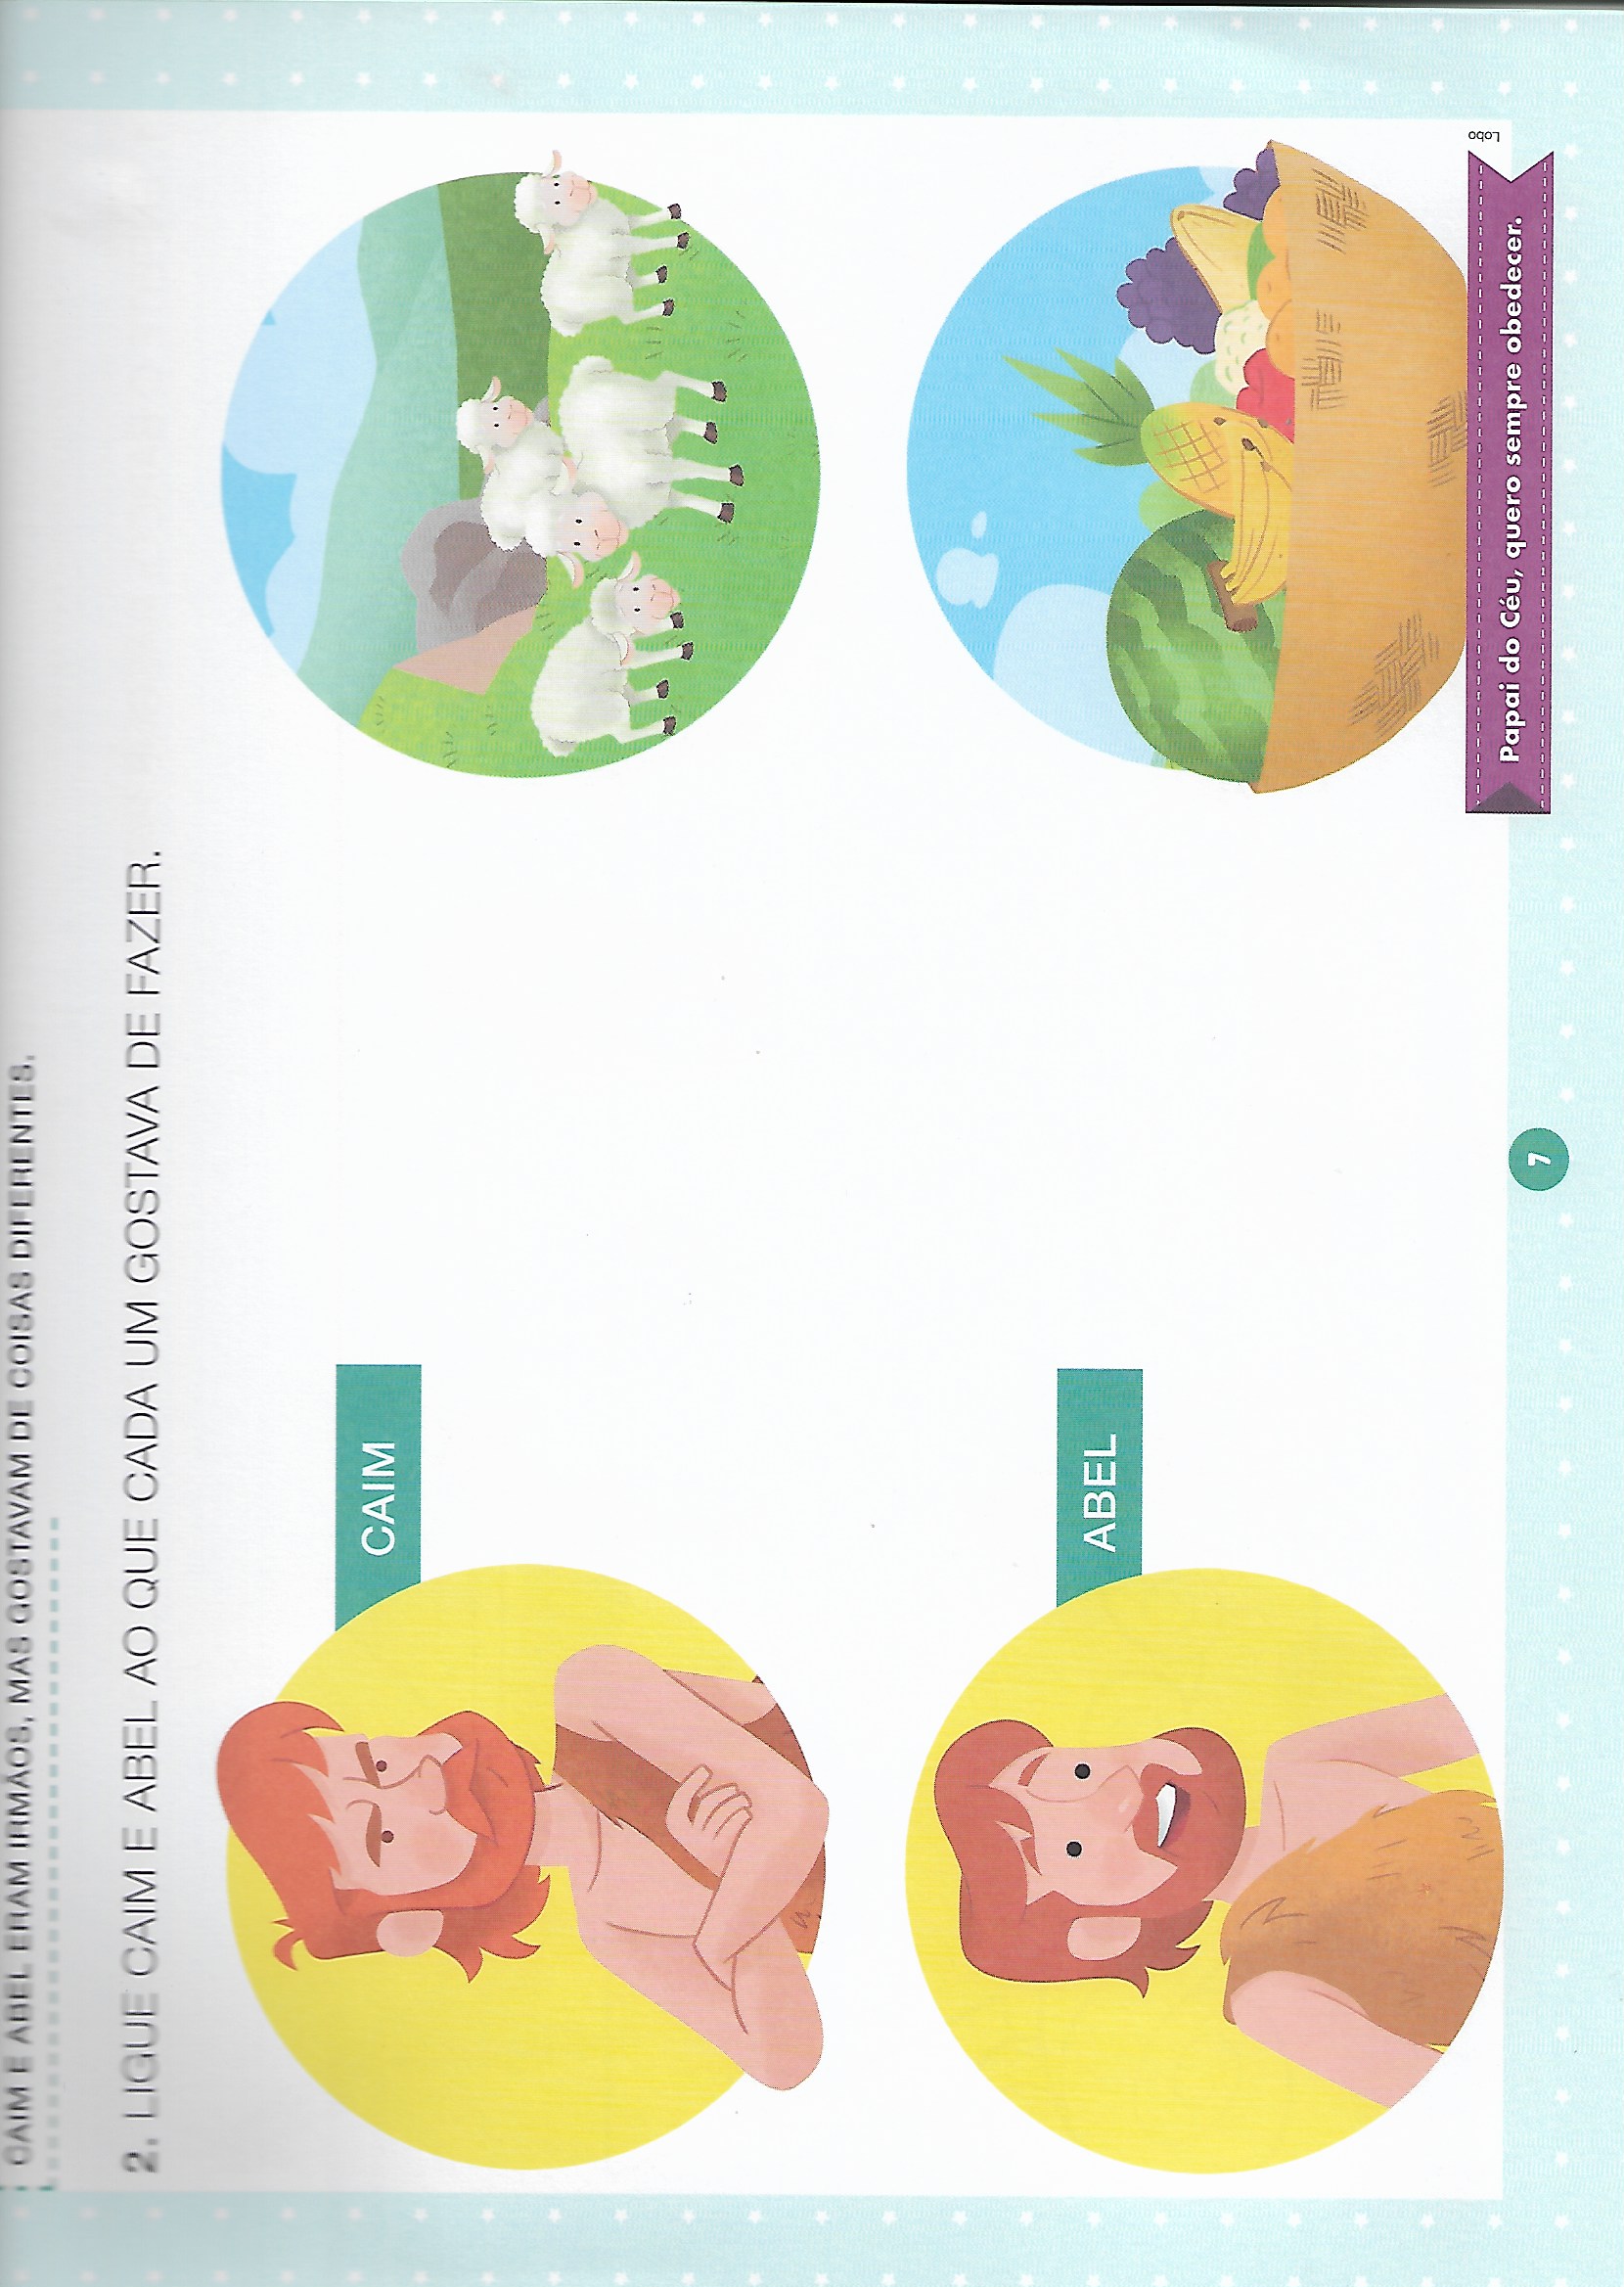 CAIM E ABEL ERAM IRMÃOS, MAS GOSTAVAM DE COISAS DIFERENTES.
2. LIGUE CAIM E ABEL AO QUE CADA UM GOSTAVA DE FAZER.
CAIM
ABEL
Papai do Céu, quero sempre obedecer.
Lobo
7